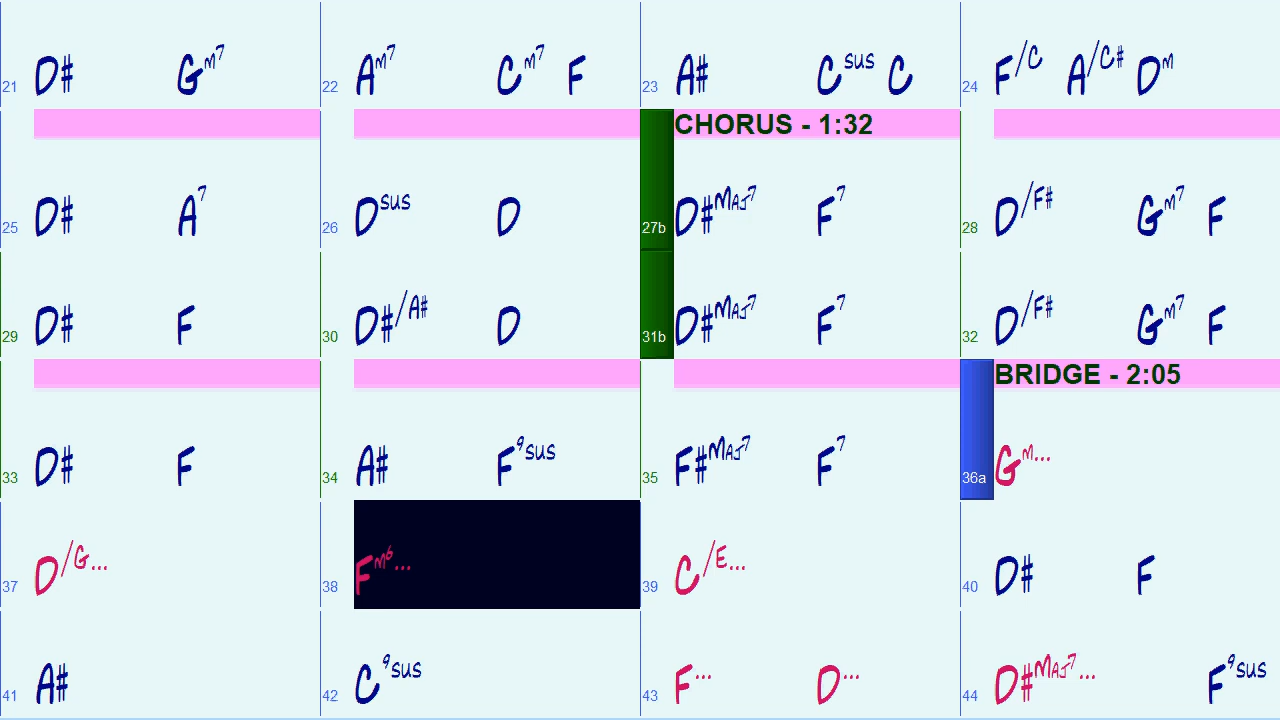 21 D# Gm7 22 Am7 Cm7 F 23 A# Csus C 24 F/C A/C# Dm
CHORUS - 1:32
25 D# A7 26 Dsus D 27b D#Maj7 F7 28 D/F# Gm7 F
29 D# F 30 D#/A# D 31b D#Maj7 F7 32 D/F# Gm7 F
BRIDGE - 2:05
33 D# F 34 A# F9sus 35 F#Maj7 F7 36a Gm...
37 D/G... 38 Fm6... 39 C/E... 40 D# F
41 A# 42 C9sus 43 F... D... 44 D#Maj7... F9sus